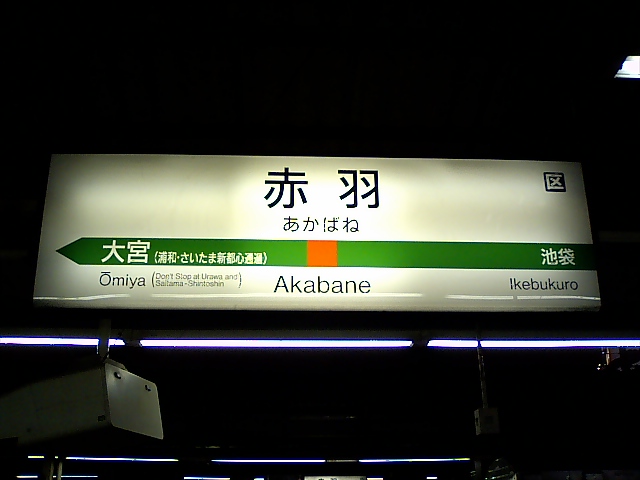 赤羽
区
あかばね
大宮 (浦和・さいたま新都心通過)
池袋
Ōmiya (Don't Stop at Urawa and Saitama-Shintoshin)
Akabane
Ikebukuro